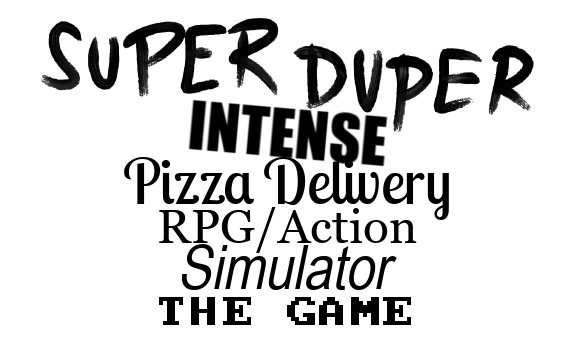 SUPER DUPER
INTENSE
Pizza Delivery
RPG/Action
Simulator
THE GAME